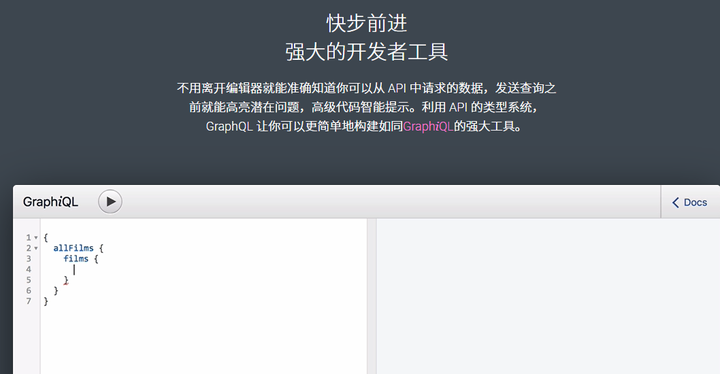 快步前进
强大的开发者工具
不用离开编辑器就能准确知道你可以从 API 中请求的数据，发送查询之
前就能高亮潜在问题，高级代码智能提示。利用 API 的类型系统，
GraphQL 让你可以更简单地构建如同GraphiQL的强大工具。
GraphiQL
Docs
1 {
2 allFilms {
3 films {
4
5 }
6 }
7 }